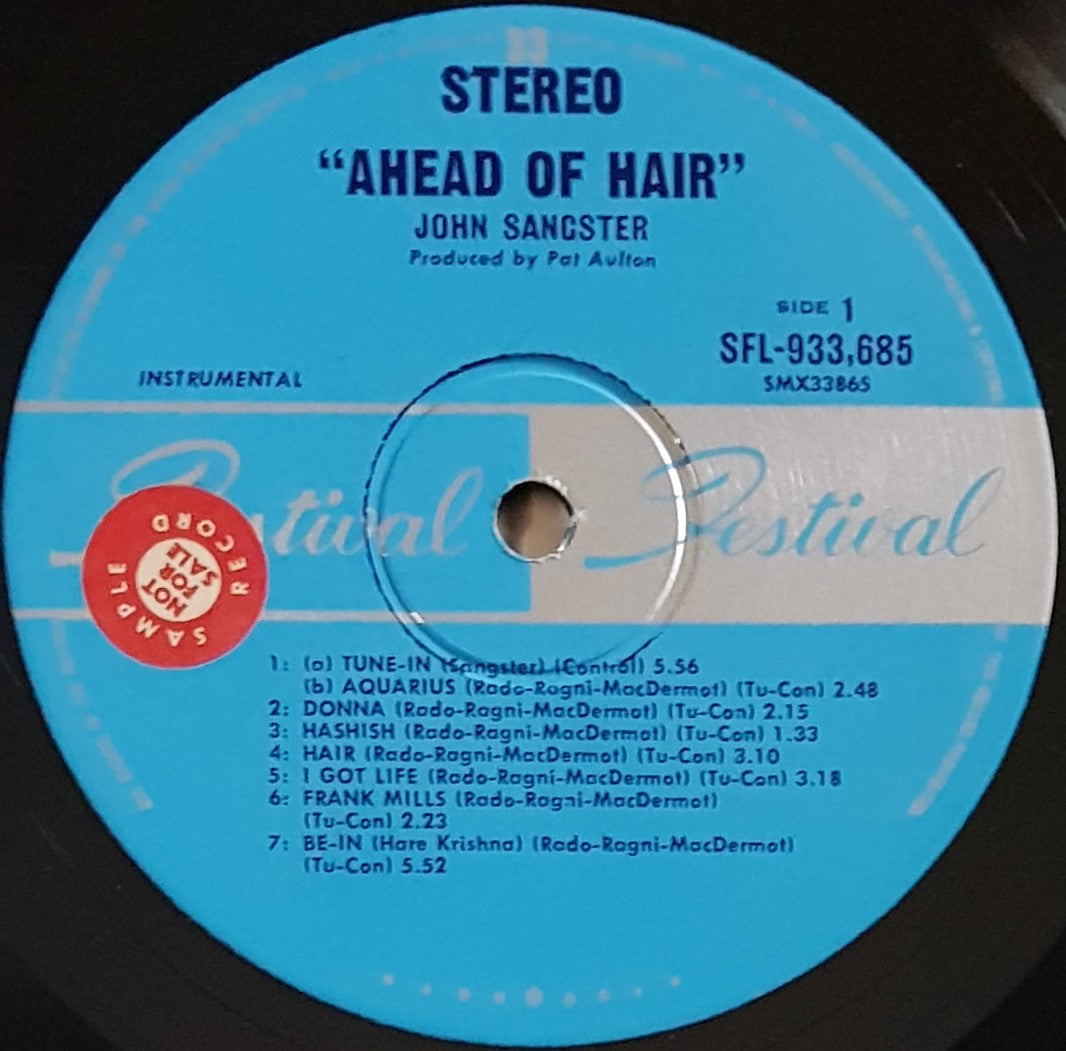 33
STEREO
“AHEAD OF HAIR”
JOHN SANGSTER
Produced by Pat Aulton
SIDE 1
SFL-933,685
SMX33865
INSTRUMENTAL
Festival Festival
SAMPLE RECORD
NOT
FOR
SALE
1: (a) TUNE-IN (Sangster) (Control) 5.56
(b) AQUARIUS (Rado-Ragni-MacDermot) (Tu-Con) 2.48
2: DONNA (Rado-Ragni-MacDermot) (Tu-Con) 2.15
3: HASHISH (Rado-Ragni-MacDermot) (Tu-Con) 1.33
4: HAIR (Rado-Ragni-MacDermot) (Tu-Con) 3.10
5: I GOT LIFE (Rado-Ragni-MacDermot) (Tu-Con) 3.18
6: FRANK MILLS (Rado-Ragni-MacDermot)
(Tu-Con) 2.23
7: BE-IN (Hare Krishna) (Rado-Ragni-MacDermot)
(Tu-Con) 5.52